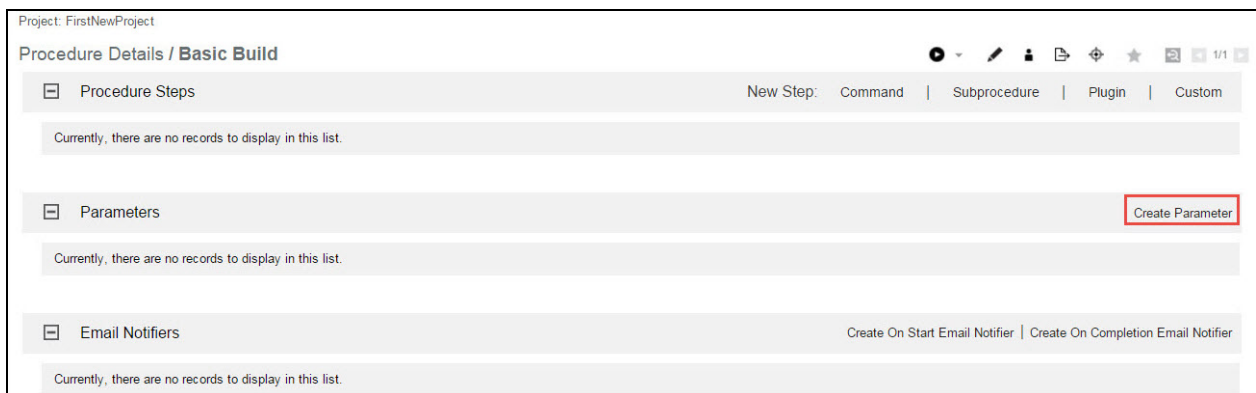 Project: FirstNewProject
Procedure Details / Basic Build 1/1
Procedure Steps New Step: Command | Subprocedure | Plugin | Custom
Currently, there are no records to display in this list.
Parameters Create Parameter
Currently, there are no records to display in this list.
Email Notifiers Create On Start Email Notifier | Create On Completion Email Notifier
Currently, there are no records to display in this list.